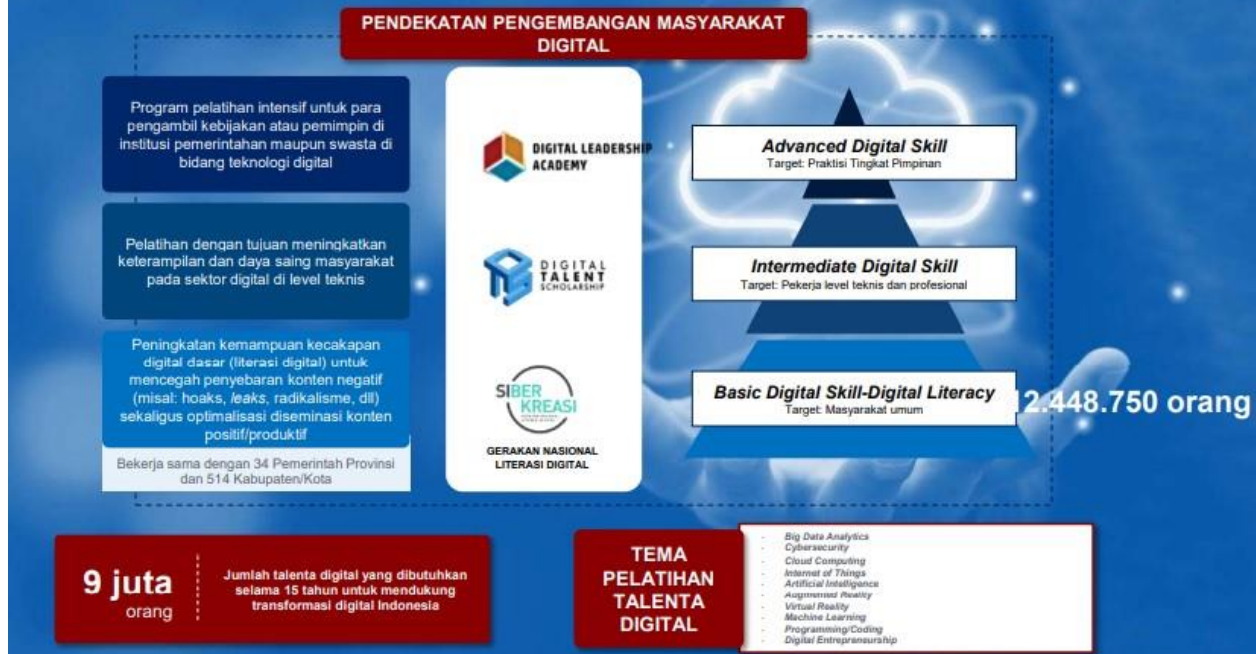 PENDEKATAN PENGEMBANGAN MASYARAKAT
DIGITAL
Program pelatihan intensif untuk para
pengambil kebijakan atau pemimpin di
institusi pemerintahan maupun swasta di
bidang teknologi digital
DIGITAL LEADERSHIP
ACADEMY
Advanced Digital Skill
Target: Praktisi Tingkat Pimpinan
Pelatihan dengan tujuan meningkatkan
keterampilan dan daya saing masyarakat
pada sektor digital di level teknis
DIGITAL
TALENT
SCHOLARSHIP
Intermediate Digital Skill
Target: Pekerja level teknis dan profesional
Peningkatan kemampuan kecakapan
digital dasar (literasi digital) untuk
mencegah penyebaran konten negatif
(misal: hoaks, leaks, radikalisme, dll)
sekaligus optimalisasi diseminasi konten
positif/produktif
Bekerja sama dengan 34 Pemerintah Provinsi
dan 514 Kabupaten/Kota
SIBER
KREASI
GERAKAN NASIONAL
LITERASI DIGITAL
Basic Digital Skill-Digital Literacy
Target: Masyarakat umum
12.448.750 orang
9 juta
orang
Jumlah talenta digital yang dibutuhkan
selama 15 tahun untuk mendukung
transformasi digital Indonesia
TEMA
PELATIHAN
TALENTA
DIGITAL
- Big Data Analytics
- Cybersecurity
- Cloud Computing
- Internet of Things
- Artificial Intelligence
- Augmented Reality
- Virtual Reality
- Machine Learning
- Programming/Coding
- Digital Entrepreneurship